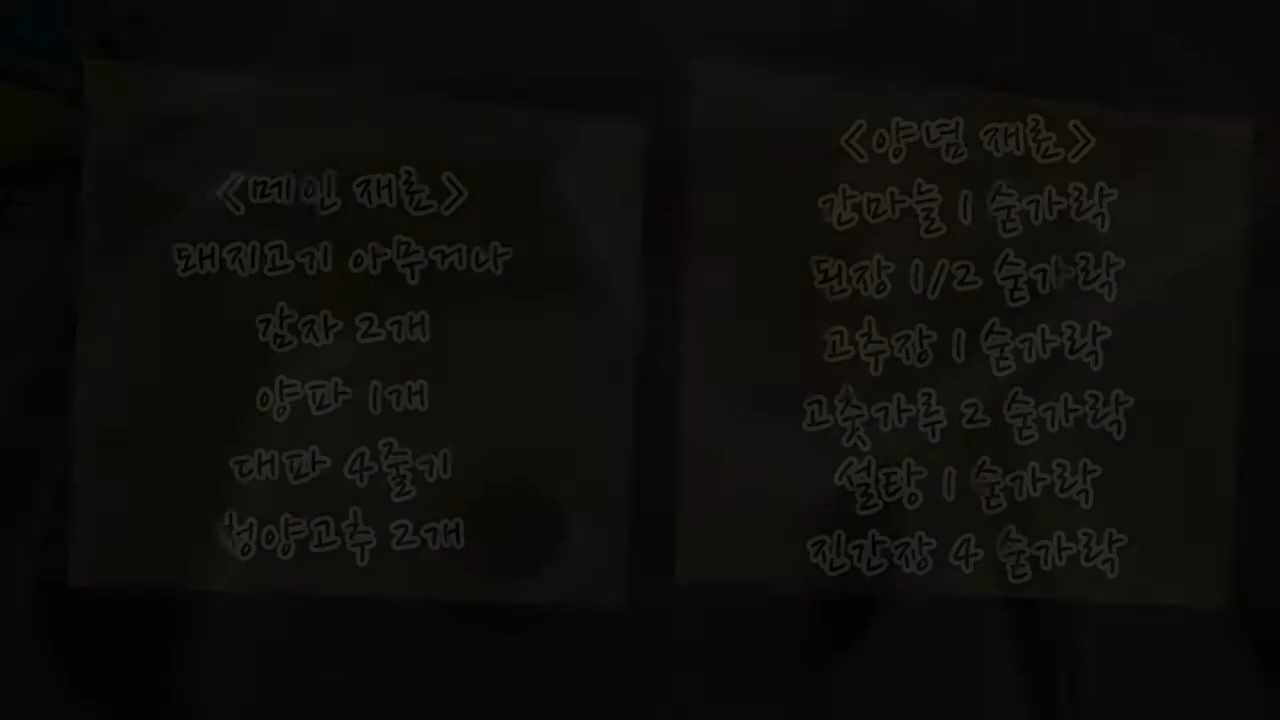 <메인 재료>
돼지고기 아무거나
감자 2개
양파 1개
대파 4줄기
청양고추 2개
<양념 재료>
간마늘 1 숟가락
된장 1/2 숟가락
고추장 1 숟가락
고춧가루 2 숟가락
설탕 1 숟가락
진간장 4 숟가락